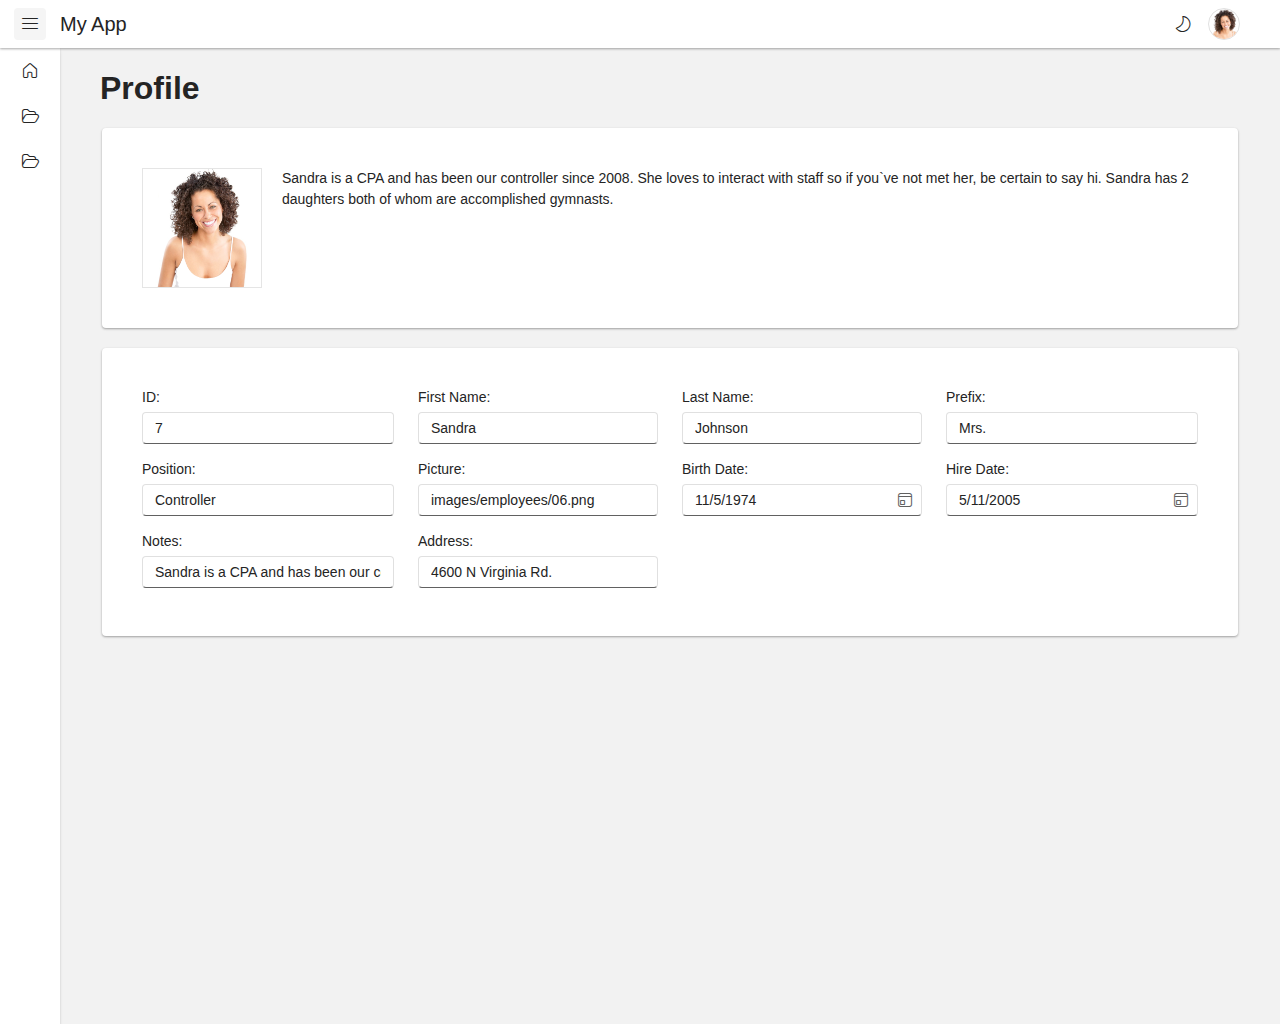 My App
Profile
Sandra is a CPA and has been our controller since 2008. She loves to interact with staff so if you`ve not met her, be certain to say hi. Sandra has 2
daughters both of whom are accomplished gymnasts.
ID:
First Name:
Last Name:
Prefix:
7
Sandra
Johnson
Mrs.
Position:
Picture:
Birth Date:
Hire Date:
Controller
images/employees/06.png
11/5/1974
5/11/2005
Notes:
Address:
Sandra is a CPA and has been our c
4600 N Virginia Rd.